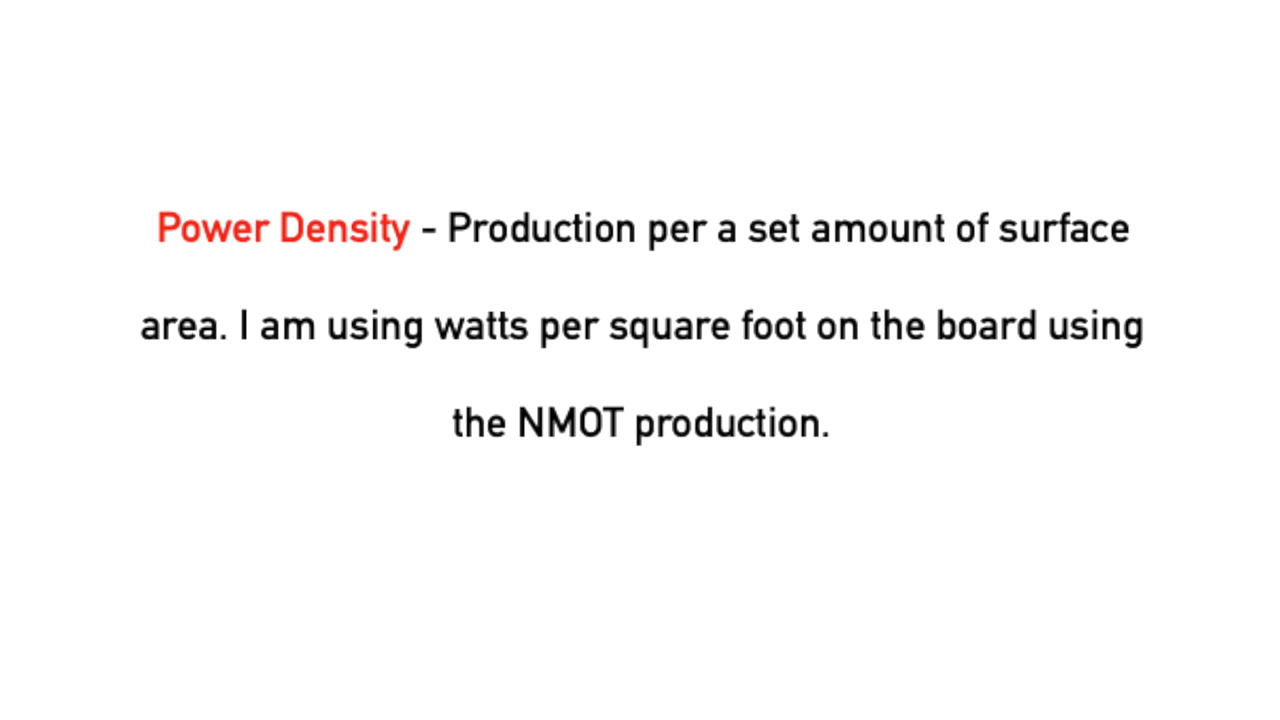 Power Density - Production per a set amount of surface
area. I am using watts per square foot on the board using
the NMOT production.